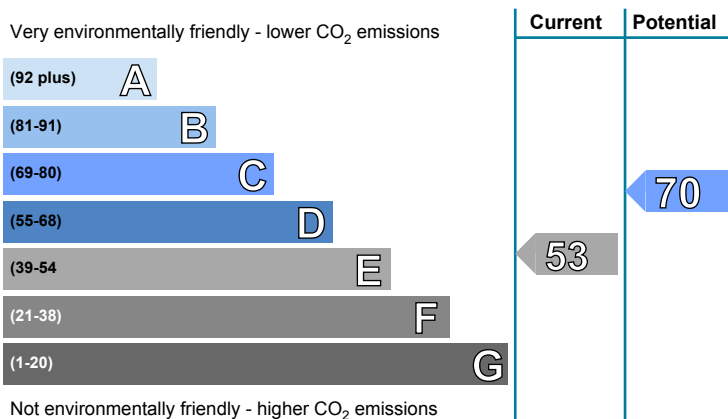 Current Potential
Very environmentally friendly - lower CO2 emissions
(92 plus) A
(81-91) B
(69-80) C
70
(55-68) D
53
(39-54 E
(21-38) F
(1-20) G
Not environmentally friendly - higher CO2 emissions